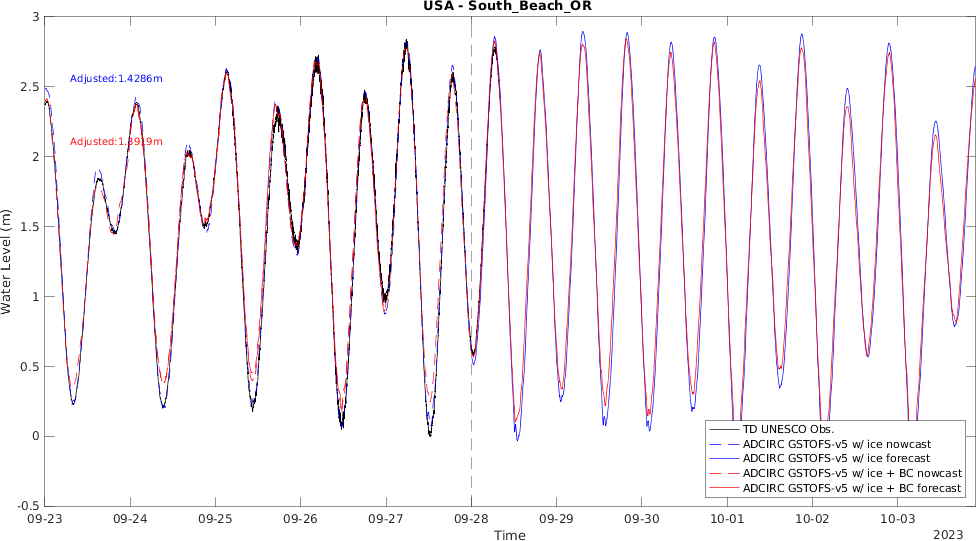 USA - South_Beach_OR
3
2.5
2
1.5
1
0.5
0
-0.5
Water Level (m)
Adjusted:1.4286m
Adjusted:1.3919m
TD UNESCO Obs.
ADCIRC GSTOFS-v5 w/ ice nowcast
ADCIRC GSTOFS-v5 w/ ice forecast
ADCIRC GSTOFS-v5 w/ ice + BC nowcast
ADCIRC GSTOFS-v5 w/ ice + BC forecast
09-23 09-24 09-25 09-26 09-27 09-28 09-29 09-30 10-01 10-02 10-03
Time
2023